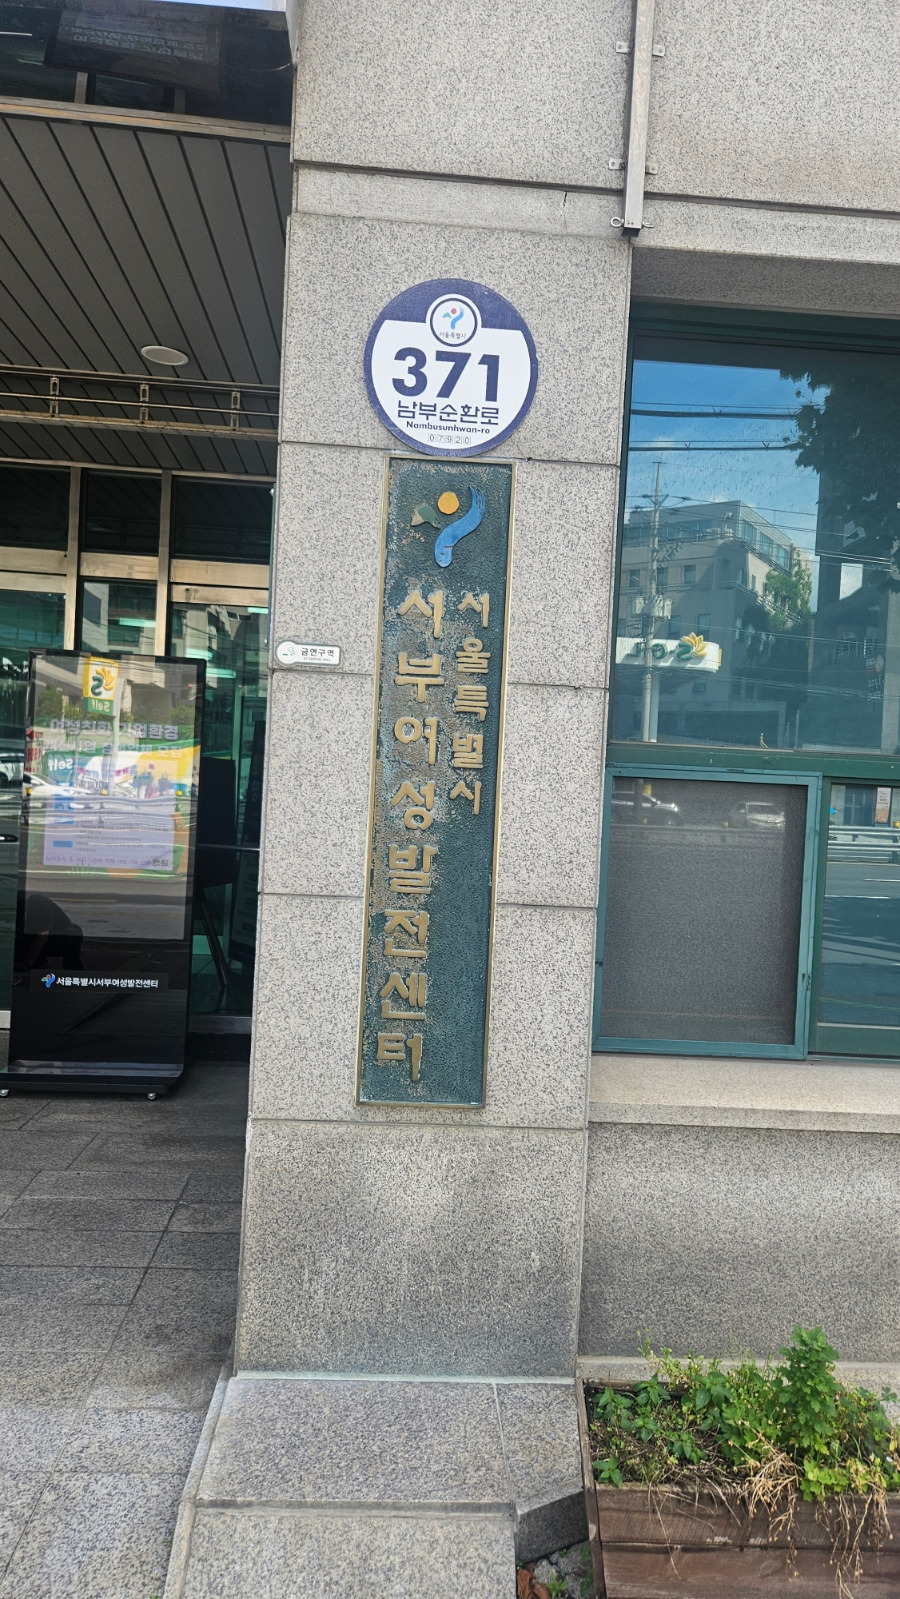 서울특별시
371
남부순환로
Nambusunhwan-ro
07920
서울특별시
서부여성발전센터
금연구역
Self
서울특별시서부여성발전센터